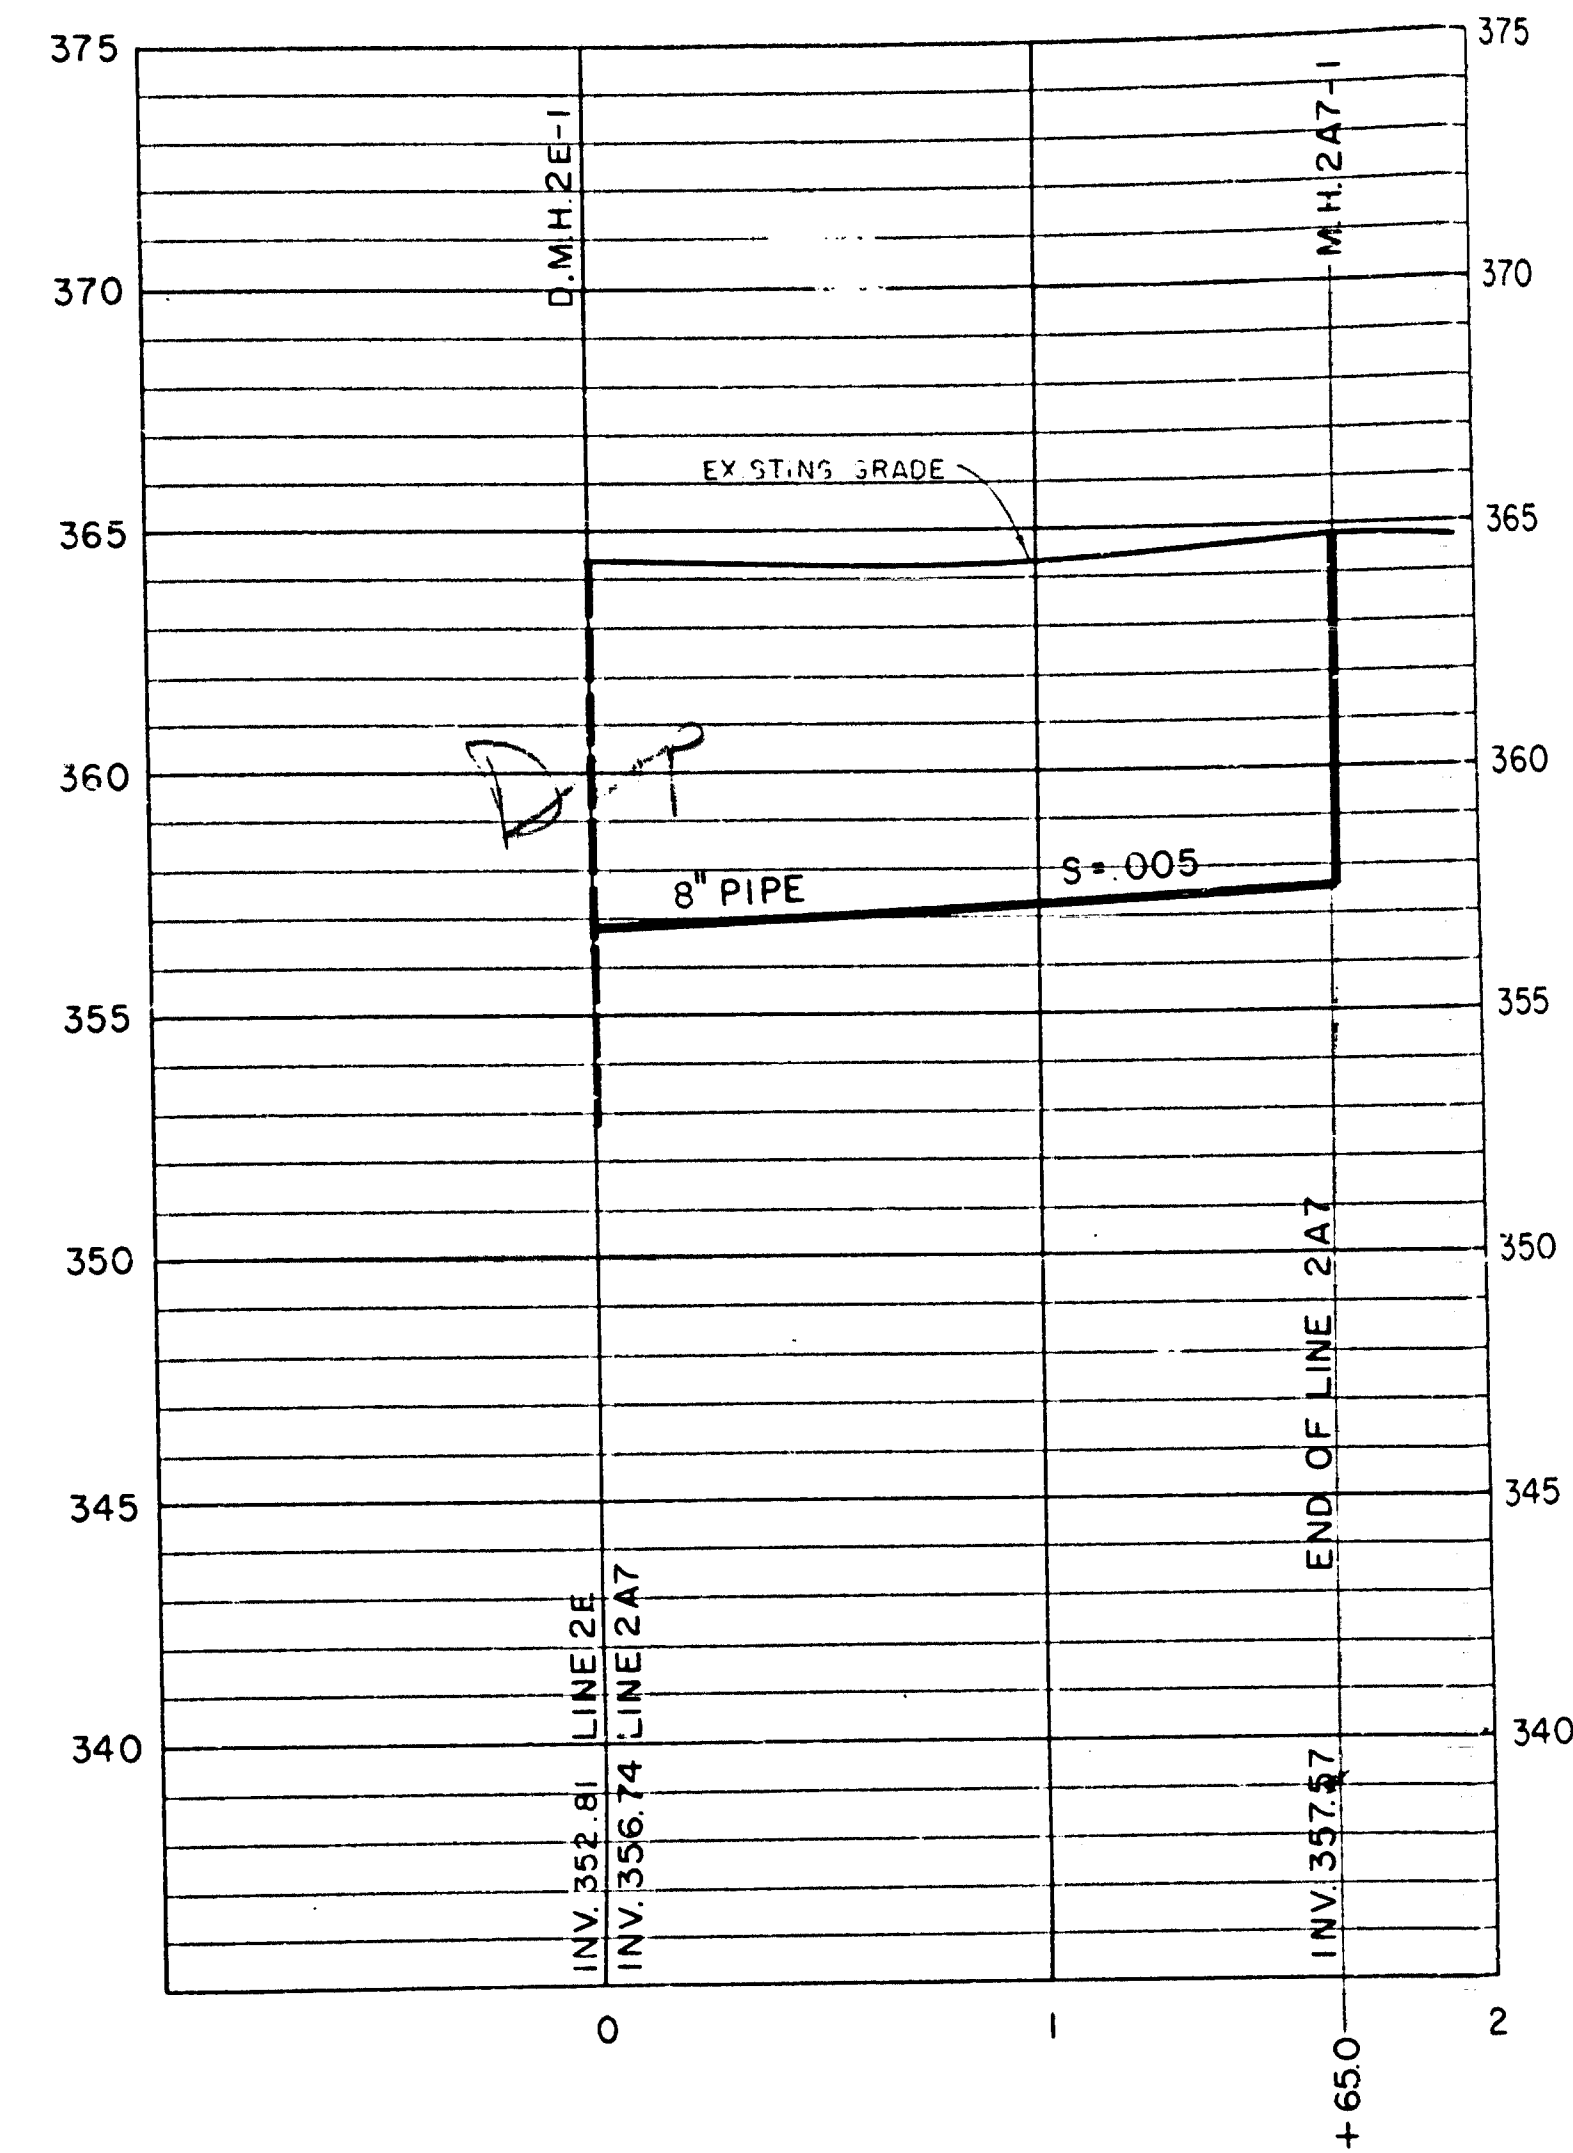 375
375
D.M.H. 2E-1
M.H. 2A7-1
370
370
EXISTING GRADE
365
365
360
360
8" PIPE
S=.005
355
355
350
350
END OF LINE 2A7
345
345
INV. 352.81 LINE 2E
INV. 356.74 LINE 2A7
340
340
INV. 357.57
0
1
2
+65.0